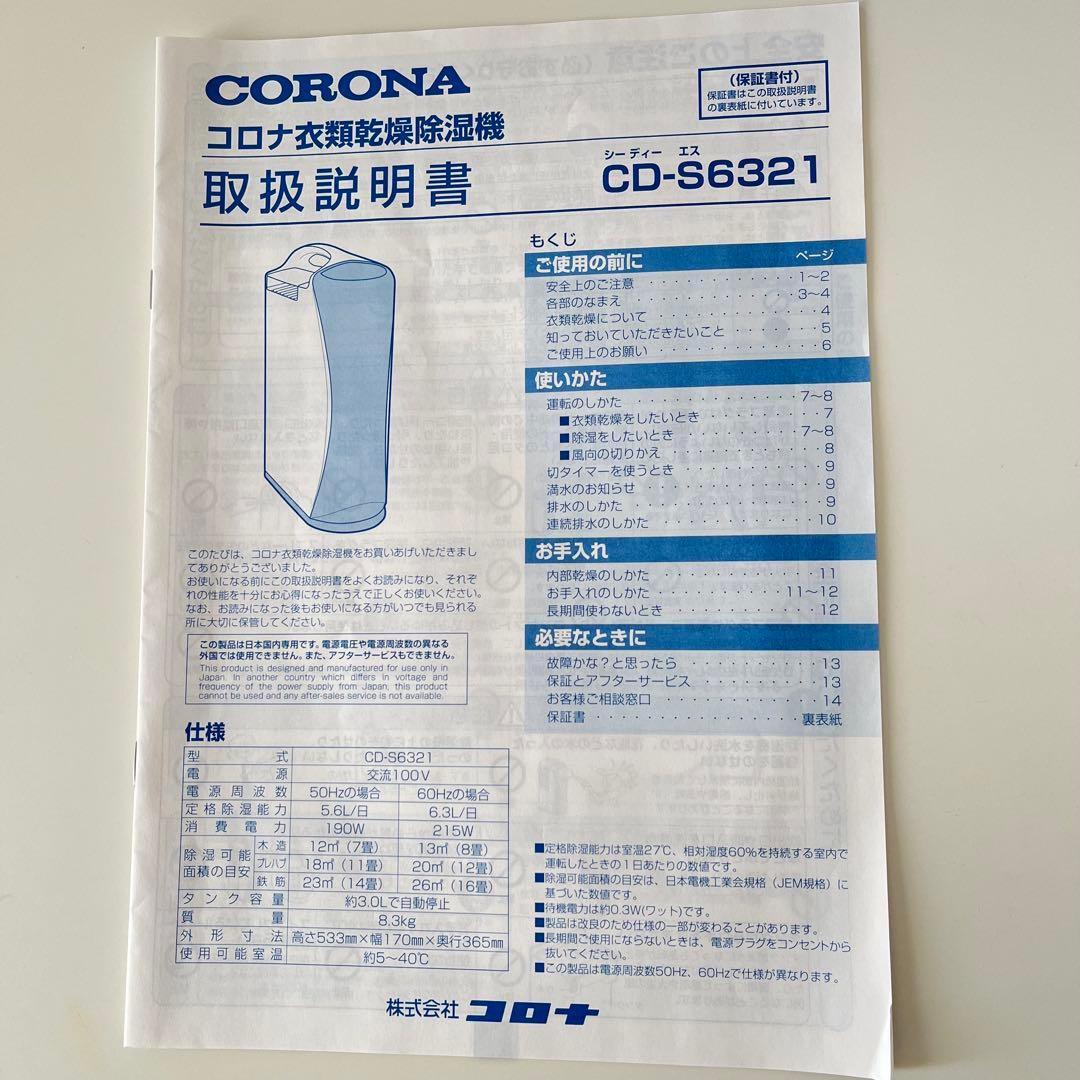 CORONA
コロナ衣類乾燥除湿機
取扱説明書
(保証書付)
保証書はこの取扱説明書
の裏表紙に付いています。
シー ディー エス
CD-S6321
もくじ
ご使用の前に ページ
安全上のご注意 ・・・・・・・・・・・・ 1〜2
各部のなまえ ・・・・・・・・・・・・ 3〜4
衣類乾燥について ・・・・・・・・・・・・ 4
知っておいていただきたいこと ・・・・・・・・ 5
ご使用上のお願い ・・・・・・・・・・・・ 6
使いかた
運転のしかた ・・・・・・・・・・・・ 7〜8
■衣類乾燥をしたいとき ・・・・・・・・・ 7
■除湿をしたいとき ・・・・・・・・・ 7〜8
■風向の切りかえ ・・・・・・・・・・・・ 8
切タイマーを使うとき ・・・・・・・・・・・ 9
満水のお知らせ ・・・・・・・・・・・・ 9
排水のしかた ・・・・・・・・・・・・ 9
連続排水のしかた ・・・・・・・・・・・・ 10
お手入れ
内部乾燥のしかた ・・・・・・・・・・・・ 11
お手入れのしかた ・・・・・・・・・・ 11〜12
長期間使わないとき ・・・・・・・・・・・ 12
必要なときに
故障かな?と思ったら ・・・・・・・・・・ 13
保証とアフターサービス ・・・・・・・・・ 13
お客様ご相談窓口 ・・・・・・・・・・・・ 14
保証書 ・・・・・・・・・・・・ 裏表紙
このたびは、コロナ衣類乾燥除湿機をお買いあげいただきまし
てありがとうございました。
お使いになる前にこの取扱説明書をよくお読みになり、それぞ
れの性能を十分にお心得になったうえで正しくお使いください。
なお、お読みになった後もお使いになる方がいつでも見られる
所に大切に保管してください。
この製品は日本国内専用です。電源電圧や電源周波数の異なる
外国では使用できません。また、アフターサービスもできません。
This product is designed and manufactured for use only in
Japan. In another country which differs in voltage and
frequency of the power supply from Japan, this product
cannot be used and any after-sales service is not available.
仕様
型式 CD-S6321
電源 交流100V
電源周波数 50Hzの場合 60Hzの場合
定格除湿能力 5.6L/日 6.3L/日
消費電力 190W 215W
除湿可能面積の目安 木造 12㎡(7畳) 13㎡(8畳)
プレハブ 18㎡(11畳) 20㎡(12畳)
鉄筋 23㎡(14畳) 26㎡(16畳)
タンク容量 約3.0Lで自動停止
質量 8.3kg
外形寸法 高さ533㎜×幅170㎜×奥行365㎜
使用可能室温 約5〜40℃
■定格除湿能力は室温27℃、相対湿度60%を持続する室内で
運転したときの1日あたりの数値です。
■除湿可能面積の目安は、日本電機工業会規格(JEM規格)に
基づいた数値です。
■待機電力は約0.3W(ワット)です。
■製品は改良のため仕様の一部が変わることがあります。
■長期間ご使用にならないときは、電源プラグをコンセントから
抜いてください。
■この製品は電源周波数50Hz、60Hzで仕様が異なります。
株式会社 コロナ